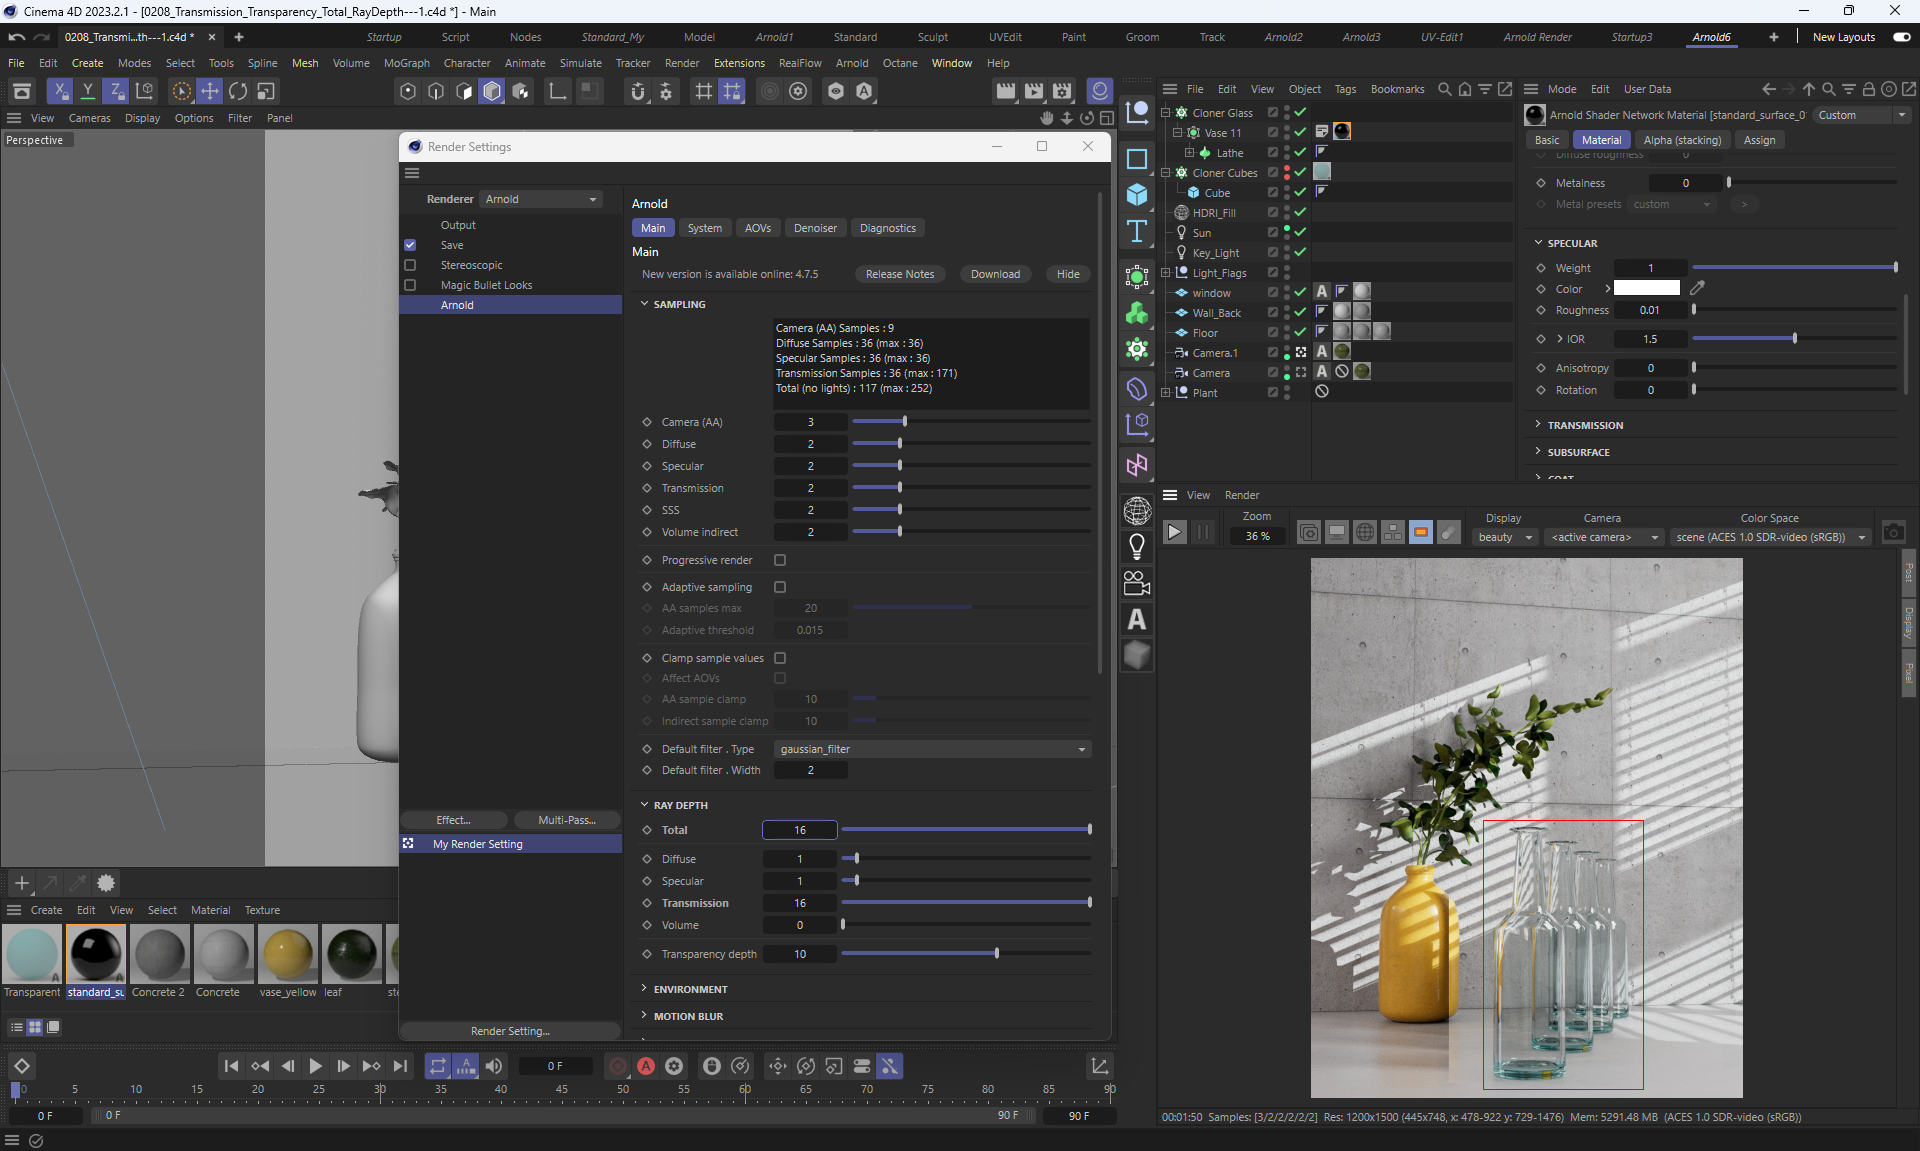 Cinema 4D 2023.2.1 - [0208_Transmission_Transparency_Total_RayDepth---1.c4d *] - Main
0208_Transmi...th---1.c4d *
Startup Script Nodes Standard_My Model Arnold1 Standard Sculpt UVEdit Paint Groom Track Arnold2 Arnold3 UV-Edit1 Arnold Render Startup3 Arnold6 New Layouts
File Edit Create Modes Select Tools Spline Mesh Volume MoGraph Character Animate Simulate Tracker Render Extensions RealFlow Arnold Octane Window Help
View Cameras Display Options Filter Panel
Perspective
Render Settings
Renderer Arnold
Output
Save
Stereoscopic
Magic Bullet Looks
Arnold
Effect...
Multi-Pass...
My Render Setting
Render Setting...
Arnold
Main System AOVs Denoiser Diagnostics
Main
New version is available online: 4.7.5
Release Notes Download Hide
SAMPLING
Camera (AA) Samples : 9
Diffuse Samples : 36 (max : 36)
Specular Samples : 36 (max : 36)
Transmission Samples : 36 (max : 171)
Total (no lights) : 117 (max : 252)
Camera (AA) 3
Diffuse 2
Specular 2
Transmission 2
SSS 2
Volume indirect 2
Progressive render
Adaptive sampling
AA samples max 20
Adaptive threshold 0.015
Clamp sample values
Affect AOVs
AA sample clamp 10
Indirect sample clamp 10
Default filter . Type gaussian_filter
Default filter . Width 2
RAY DEPTH
Total 16
Diffuse 1
Specular 1
Transmission 16
Volume 0
Transparency depth 10
ENVIRONMENT
MOTION BLUR
File Edit View Object Tags Bookmarks
Cloner Glass
Vase 11
Lathe
Cloner Cubes
Cube
HDRI_Fill
Sun
Key_Light
Light_Flags
window
Wall_Back
Floor
Camera.1
Camera
Plant
Mode Edit User Data
Arnold Shader Network Material [standard_surface_0
Custom
Basic Material Alpha (stacking) Assign
Diffuse roughness 0
Metalness 0
Metal presets custom >
SPECULAR
Weight 1
Color
Roughness 0.01
IOR 1.5
Anisotropy 0
Rotation 0
TRANSMISSION
SUBSURFACE
COAT
View Render
Zoom Display Camera Color Space
36 % beauty <active camera> scene (ACES 1.0 SDR-video (sRGB))
Post
Display
Pixel
00:01:50 Samples: [3/2/2/2/2/2] Res: 1200x1500 (445x748, x: 478-922 y: 729-1476) Mem: 5291.48 MB (ACES 1.0 SDR-video (sRGB))
Create Edit View Select Material Texture
Transparent standard_su Concrete 2 Concrete vase_yellow leaf ste
0 F
0 5 10 15 20 25 30 35 40 45 50 55 60 65 70 75 80 85 90
0 F 0 F 90 F 90 F